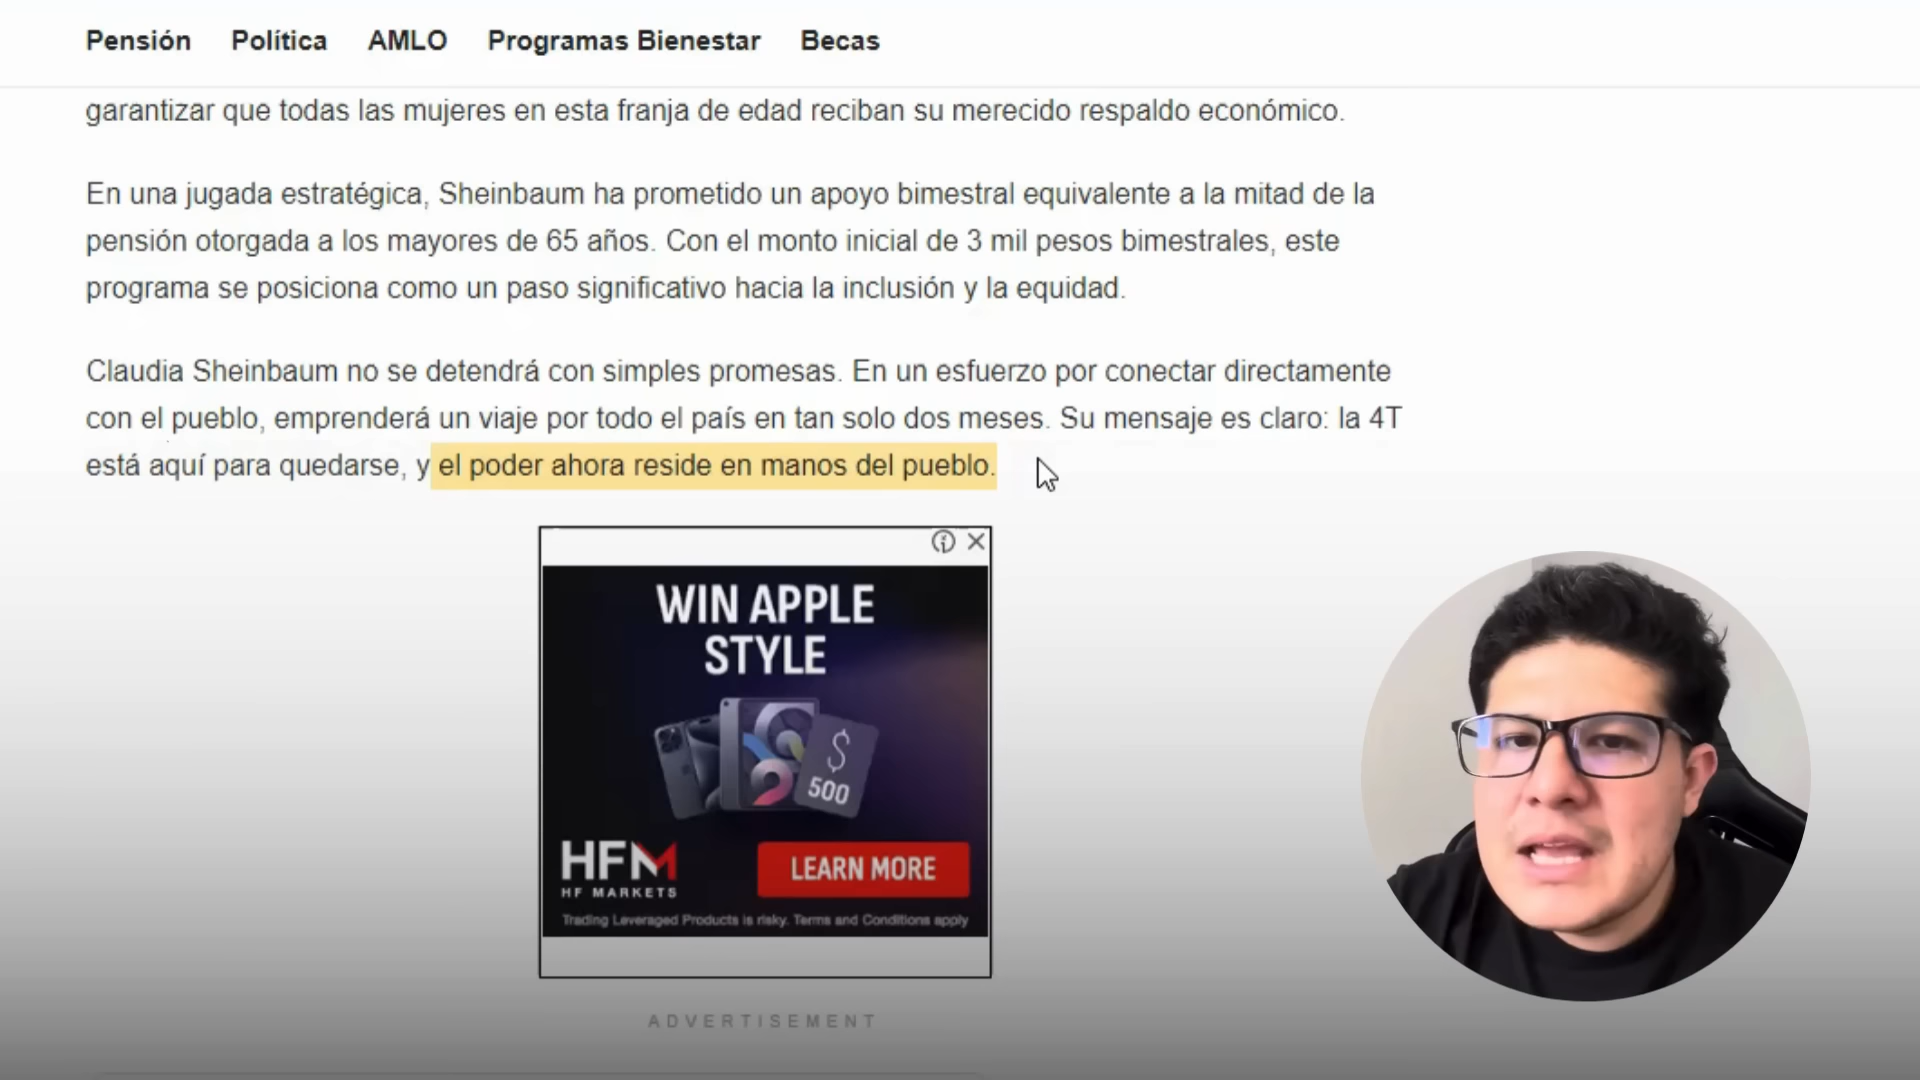 Pensión Política AMLO Programas Bienestar Becas
garantizar que todas las mujeres en esta franja de edad reciban su merecido respaldo económico.
En una jugada estratégica, Sheinbaum ha prometido un apoyo bimestral equivalente a la mitad de la
pensión otorgada a los mayores de 65 años. Con el monto inicial de 3 mil pesos bimestrales, este
programa se posiciona como un paso significativo hacia la inclusión y la equidad.
Claudia Sheinbaum no se detendrá con simples promesas. En un esfuerzo por conectar directamente
con el pueblo, emprenderá un viaje por todo el país en tan solo dos meses. Su mensaje es claro: la 4T
está aquí para quedarse, y el poder ahora reside en manos del pueblo.
WIN APPLE
STYLE
$
500
HFM
HF MARKETS
LEARN MORE
Trading Leveraged Products is risky. Terms and Conditions apply
ADVERTISEMENT